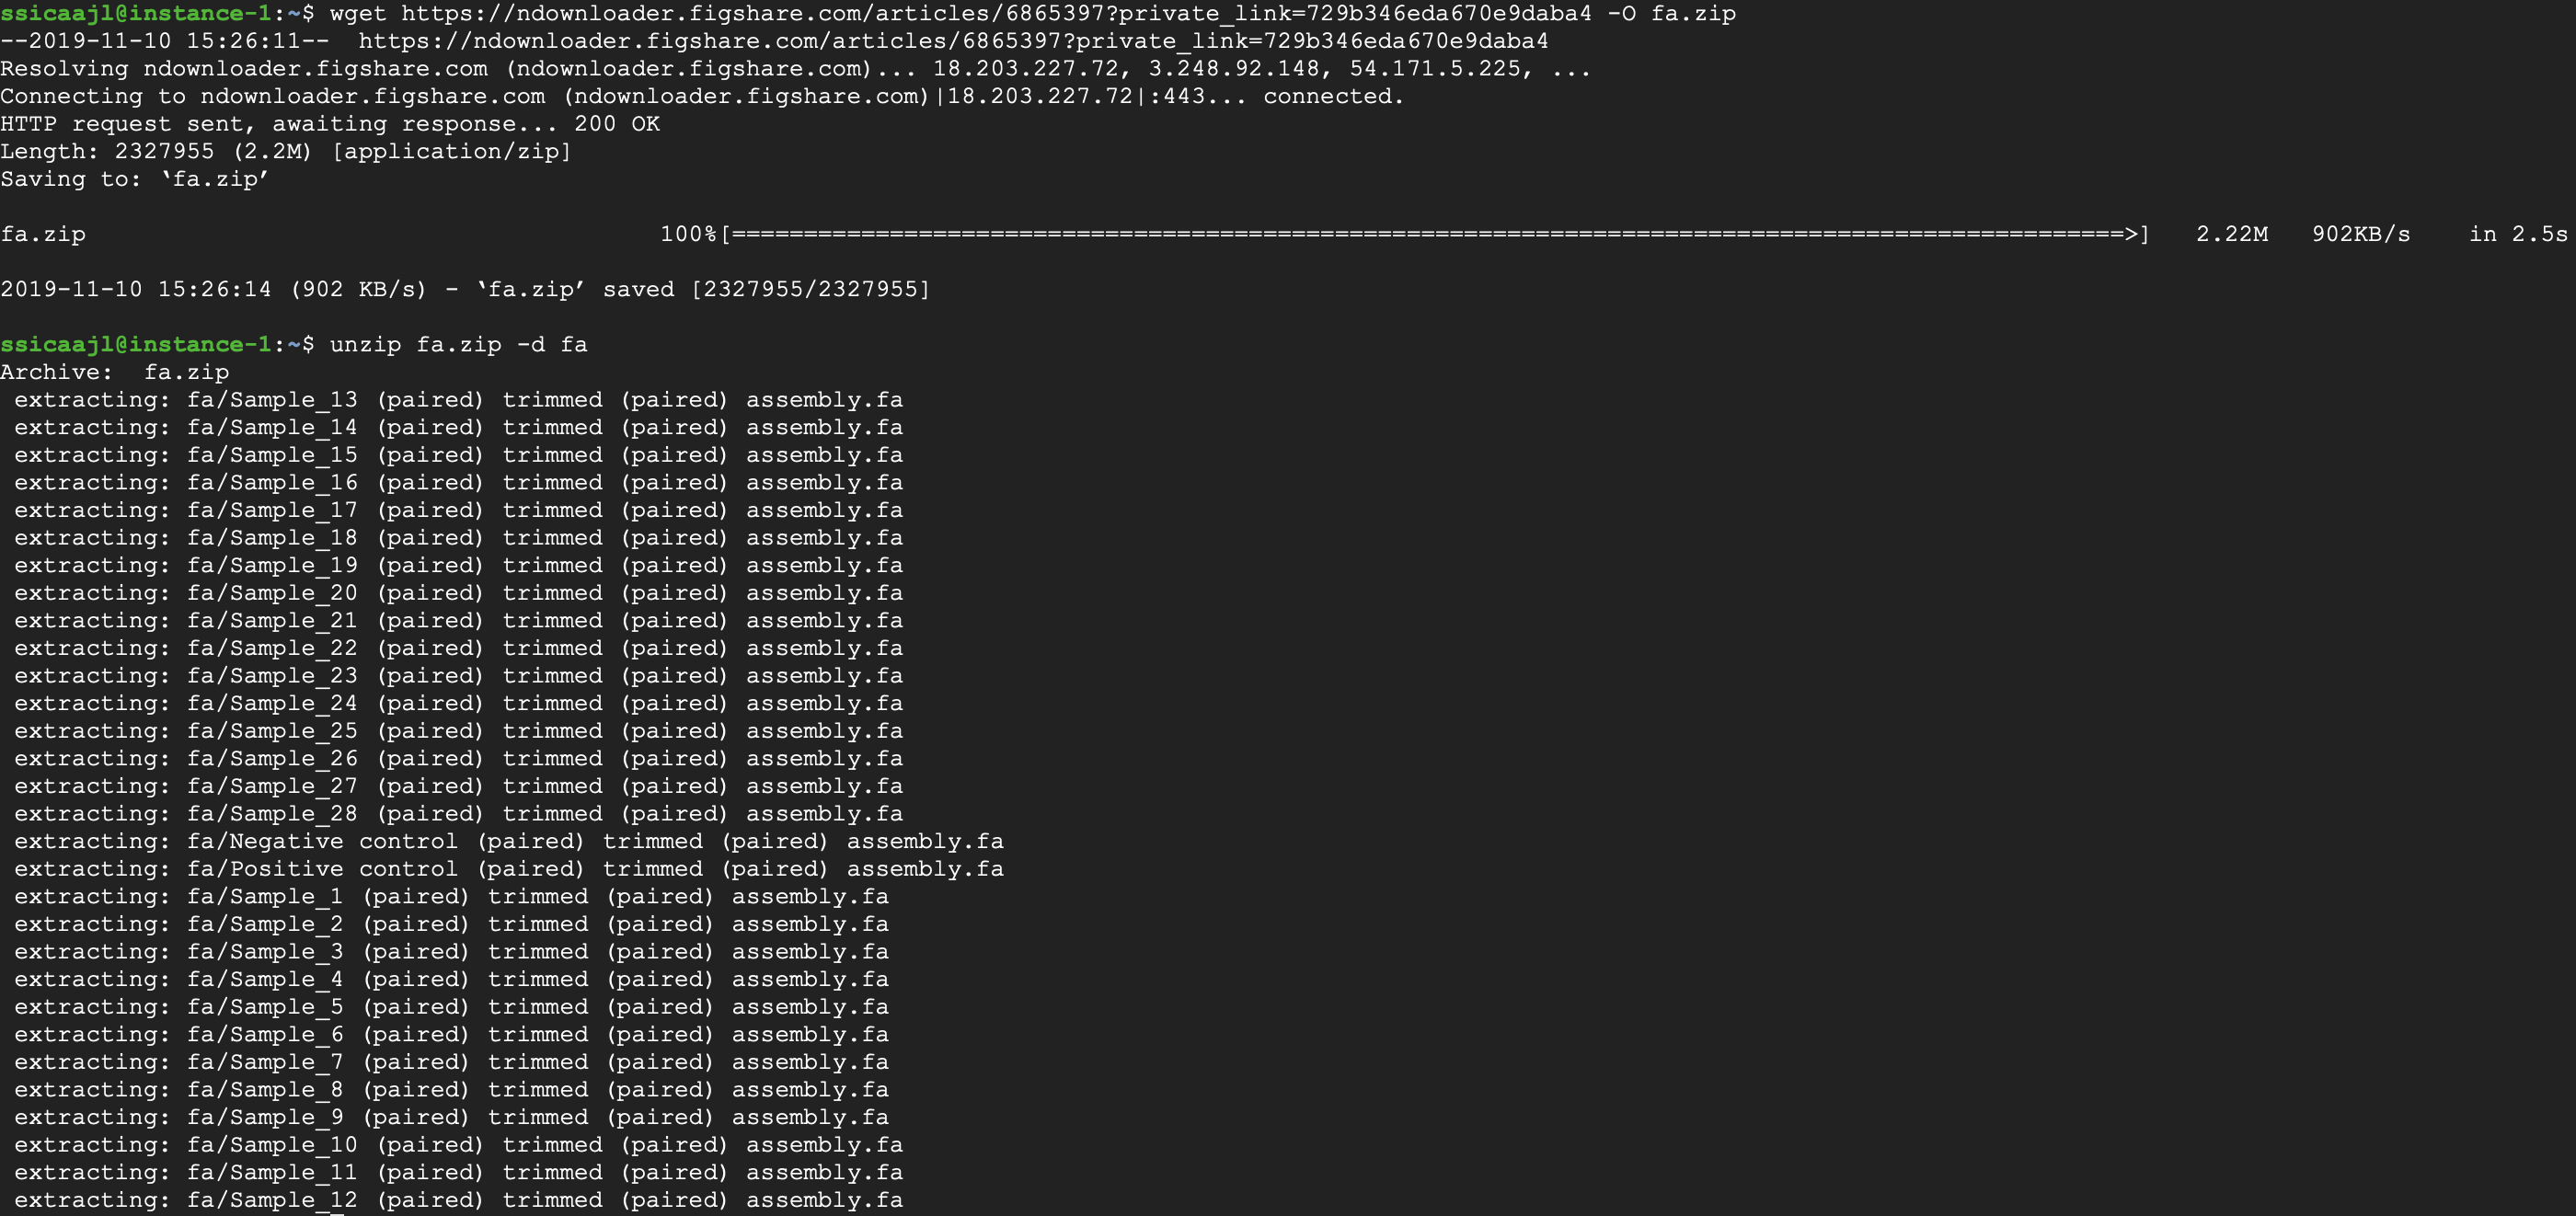 ssicaajl@instance-1:~$ wget https://ndownloader.figshare.com/articles/6865397?private_link=729b346eda670e9daba4 -O fa.zip
--2019-11-10 15:26:11--  https://ndownloader.figshare.com/articles/6865397?private_link=729b346eda670e9daba4
Resolving ndownloader.figshare.com (ndownloader.figshare.com)... 18.203.227.72, 3.248.92.148, 54.171.5.225, ...
Connecting to ndownloader.figshare.com (ndownloader.figshare.com)|18.203.227.72|:443... connected.
HTTP request sent, awaiting response... 200 OK
Length: 2327955 (2.2M) [application/zip]
Saving to: ‘fa.zip’
fa.zip 100%[=================================================================================================>] 2.22M 902KB/s in 2.5s
2019-11-10 15:26:14 (902 KB/s) - ‘fa.zip’ saved [2327955/2327955]
ssicaajl@instance-1:~$ unzip fa.zip -d fa
Archive:  fa.zip
 extracting: fa/Sample_13 (paired) trimmed (paired) assembly.fa
 extracting: fa/Sample_14 (paired) trimmed (paired) assembly.fa
 extracting: fa/Sample_15 (paired) trimmed (paired) assembly.fa
 extracting: fa/Sample_16 (paired) trimmed (paired) assembly.fa
 extracting: fa/Sample_17 (paired) trimmed (paired) assembly.fa
 extracting: fa/Sample_18 (paired) trimmed (paired) assembly.fa
 extracting: fa/Sample_19 (paired) trimmed (paired) assembly.fa
 extracting: fa/Sample_20 (paired) trimmed (paired) assembly.fa
 extracting: fa/Sample_21 (paired) trimmed (paired) assembly.fa
 extracting: fa/Sample_22 (paired) trimmed (paired) assembly.fa
 extracting: fa/Sample_23 (paired) trimmed (paired) assembly.fa
 extracting: fa/Sample_24 (paired) trimmed (paired) assembly.fa
 extracting: fa/Sample_25 (paired) trimmed (paired) assembly.fa
 extracting: fa/Sample_26 (paired) trimmed (paired) assembly.fa
 extracting: fa/Sample_27 (paired) trimmed (paired) assembly.fa
 extracting: fa/Sample_28 (paired) trimmed (paired) assembly.fa
 extracting: fa/Negative control (paired) trimmed (paired) assembly.fa
 extracting: fa/Positive control (paired) trimmed (paired) assembly.fa
 extracting: fa/Sample_1 (paired) trimmed (paired) assembly.fa
 extracting: fa/Sample_2 (paired) trimmed (paired) assembly.fa
 extracting: fa/Sample_3 (paired) trimmed (paired) assembly.fa
 extracting: fa/Sample_4 (paired) trimmed (paired) assembly.fa
 extracting: fa/Sample_5 (paired) trimmed (paired) assembly.fa
 extracting: fa/Sample_6 (paired) trimmed (paired) assembly.fa
 extracting: fa/Sample_7 (paired) trimmed (paired) assembly.fa
 extracting: fa/Sample_8 (paired) trimmed (paired) assembly.fa
 extracting: fa/Sample_9 (paired) trimmed (paired) assembly.fa
 extracting: fa/Sample_10 (paired) trimmed (paired) assembly.fa
 extracting: fa/Sample_11 (paired) trimmed (paired) assembly.fa
 extracting: fa/Sample_12 (paired) trimmed (paired) assembly.fa